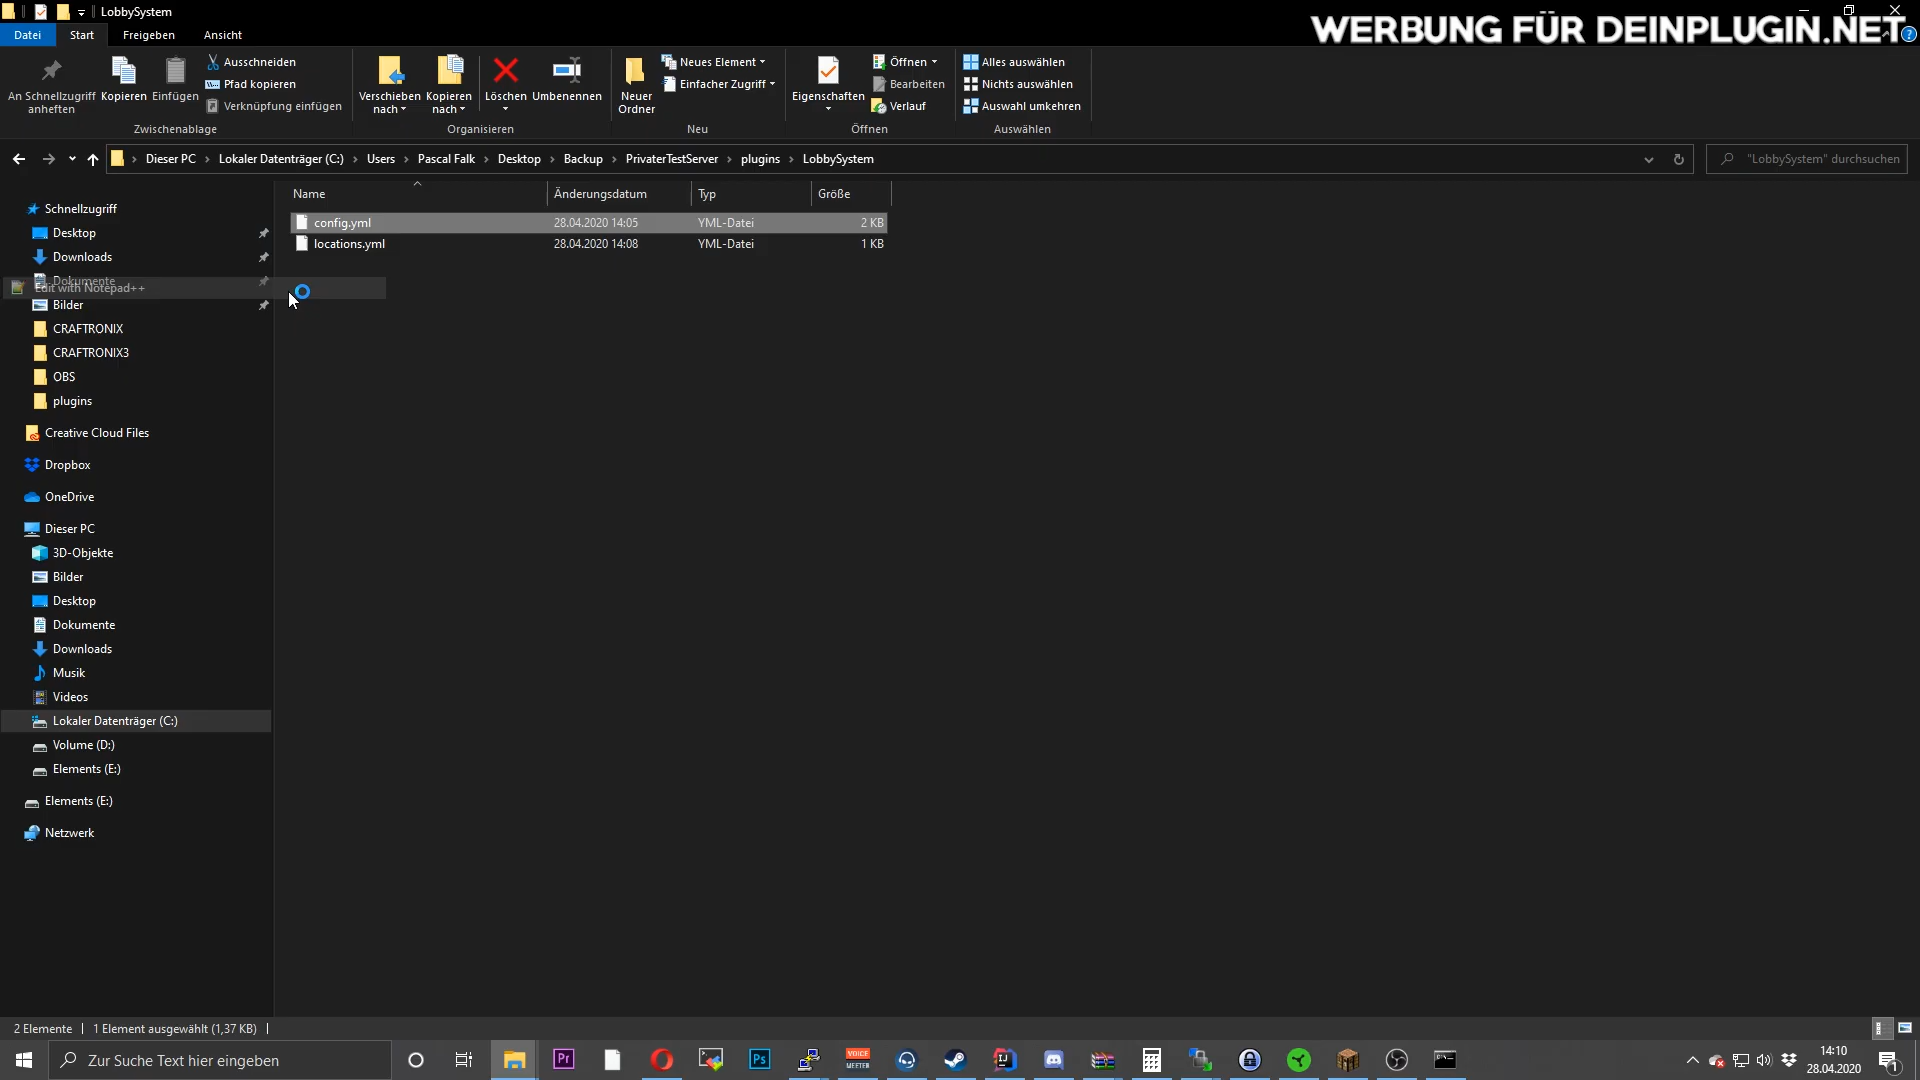 LobbySystem
WERBUNG FÜR DEINPLUGIN.NET
Datei Start Freigeben Ansicht
An Schnellzugriff anheften
Kopieren
Einfügen
Ausschneiden
Pfad kopieren
Verknüpfung einfügen
Zwischenablage
Verschieben nach
Kopieren nach
Löschen
Umbenennen
Organisieren
Neuer Ordner
Neues Element
Einfacher Zugriff
Neu
Eigenschaften
Öffnen
Bearbeiten
Verlauf
Öffnen
Alles auswählen
Nichts auswählen
Auswahl umkehren
Auswählen
Dieser PC › Lokaler Datenträger (C:) › Users › Pascal Falk › Desktop › Backup › PrivaterTestServer › plugins › LobbySystem
"LobbySystem" durchsuchen
Name Änderungsdatum Typ Größe
config.yml 28.04.2020 14:05 YML-Datei 2 KB
locations.yml 28.04.2020 14:08 YML-Datei 1 KB
Schnellzugriff
Desktop
Downloads
Dokumente
Edit with Notepad++
Bilder
CRAFTRONIX
CRAFTRONIX3
OBS
plugins
Creative Cloud Files
Dropbox
OneDrive
Dieser PC
3D-Objekte
Bilder
Desktop
Dokumente
Downloads
Musik
Videos
Lokaler Datenträger (C:)
Volume (D:)
Elements (E:)
Elements (E:)
Netzwerk
2 Elemente 1 Element ausgewählt (1,37 KB)
Zur Suche Text hier eingeben
Pr
Ps
VOICE
MEETER
IJ
14:10
28.04.2020
1